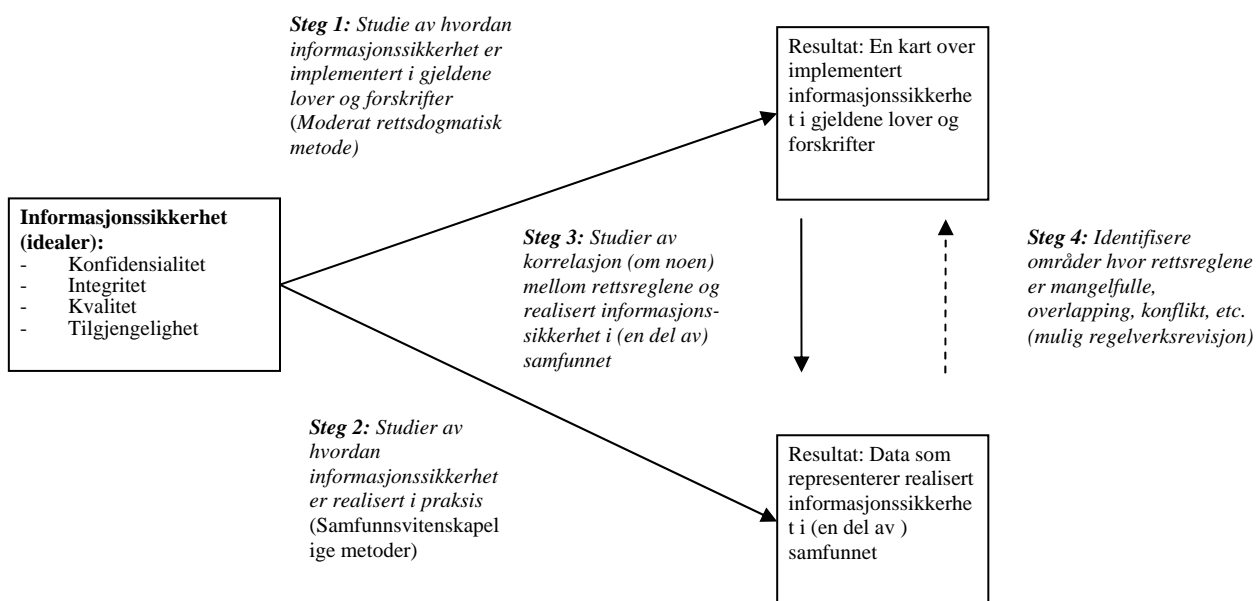 Steg 1: Studie av hvordan
informasjonssikkerhet er
implementert i gjeldene
lover og forskrifter
(Moderat rettsdogmatisk
metode)
Resultat: En kart over
implementert
informasjonssikkerhe
t i gjeldene lover og
forskrifter
Informasjonssikkerhet
(idealer):
- Konfidensialitet
- Integritet
- Kvalitet
- Tilgjengelighet
Steg 3: Studier av
korrelasjon (om noen)
mellom rettsreglene og
realisert informasjons-
sikkerhet i (en del av)
samfunnet
Steg 4: Identifisere
områder hvor rettsreglene
er mangelfulle,
overlapping, konflikt, etc.
(mulig regelverksrevisjon)
Steg 2: Studier av
hvordan
informasjonssikkerhet
er realisert i praksis
(Samfunnsvitenskapel
ige metoder)
Resultat: Data som
representerer realisert
informasjonssikkerhe
t i (en del av )
samfunnet